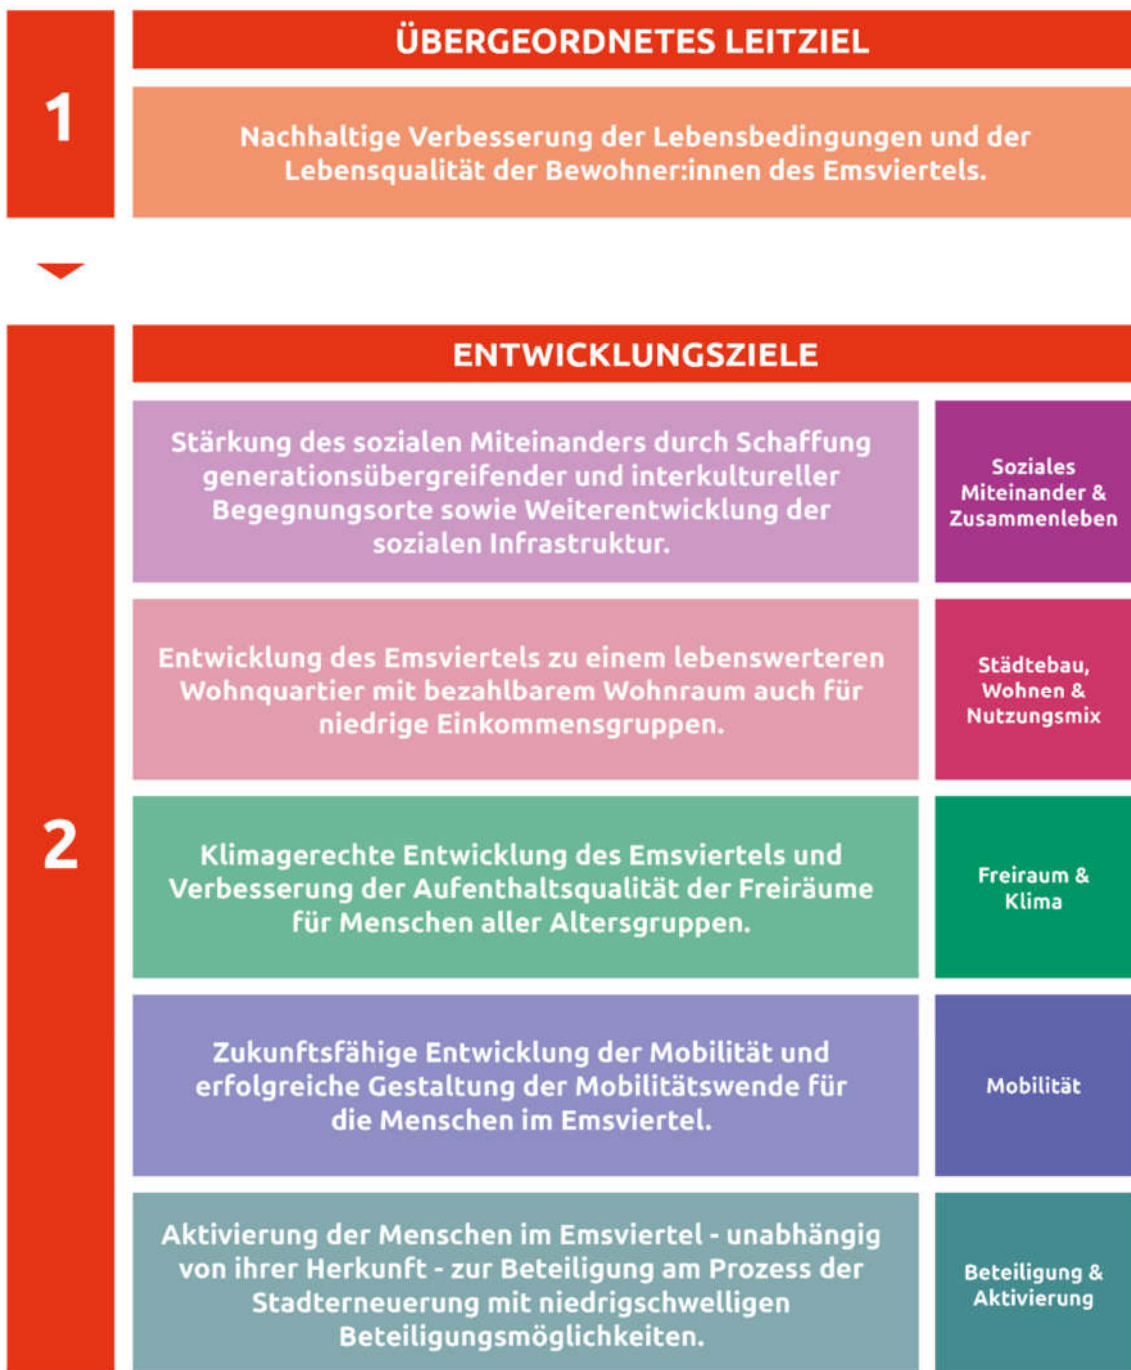 1
ÜBERGEORDNETES LEITZIEL
Nachhaltige Verbesserung der Lebensbedingungen und der
Lebensqualität der Bewohner:innen des Emsviertels.
2
ENTWICKLUNGSZIELE
Stärkung des sozialen Miteinanders durch Schaffung
generationsübergreifender und interkultureller
Begegnungsorte sowie Weiterentwicklung der
sozialen Infrastruktur.
Soziales
Miteinander &
Zusammenleben
Entwicklung des Emsviertels zu einem lebenswerteren
Wohnquartier mit bezahlbarem Wohnraum auch für
niedrige Einkommensgruppen.
Städtebau,
Wohnen &
Nutzungsmix
Klimagerechte Entwicklung des Emsviertels und
Verbesserung der Aufenthaltsqualität der Freiräume
für Menschen aller Altersgruppen.
Freiraum &
Klima
Zukunftsfähige Entwicklung der Mobilität und
erfolgreiche Gestaltung der Mobilitätswende für
die Menschen im Emsviertel.
Mobilität
Aktivierung der Menschen im Emsviertel - unabhängig
von ihrer Herkunft - zur Beteiligung am Prozess der
Stadterneuerung mit niedrigschwelligen
Beteiligungsmöglichkeiten.
Beteiligung &
Aktivierung